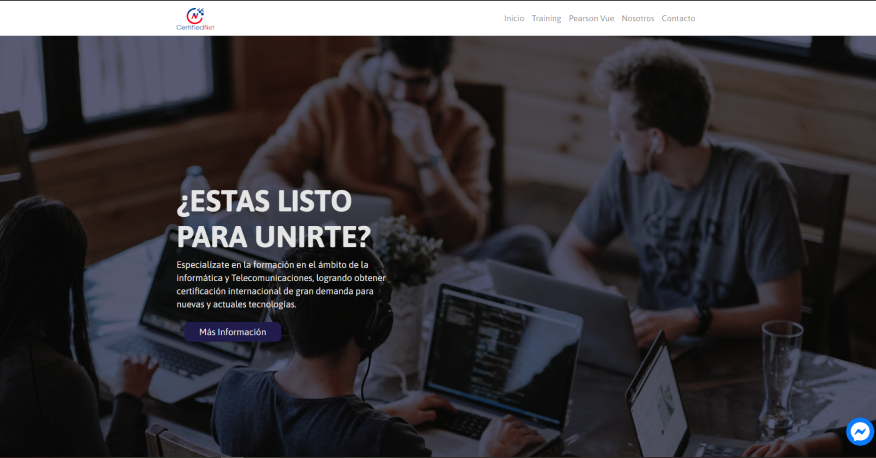 CertifiedNet
Inicio Training Pearson Vue Nosotros Contacto
¿ESTAS LISTO
PARA UNIRTE?
Especialízate en la formación en el ámbito de la
informática y Telecomunicaciones, logrando obtener
certificación internacional de gran demanda para
nuevas y actuales tecnologías.
Más Información